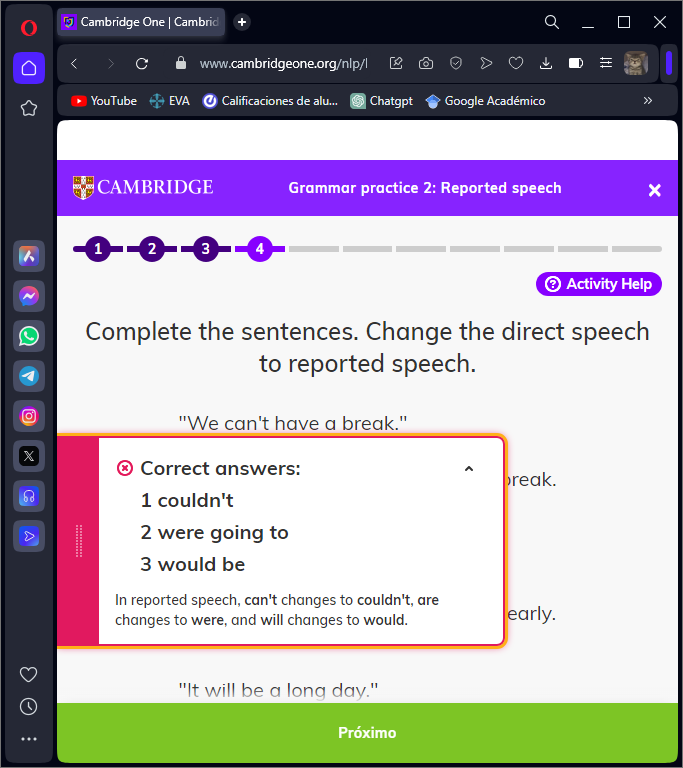 Cambridge One | Cambrid
www.cambridgeone.org/nlp/l
YouTube
EVA
Calificaciones de alu...
Chatgpt
Google Académico
CAMBRIDGE
Grammar practice 2: Reported speech
1
2
3
4
Activity Help
Complete the sentences. Change the direct speech
to reported speech.
"We can't have a break."
break.
Correct answers:
1 couldn't
2 were going to
3 would be
In reported speech, can't changes to couldn't, are
changes to were, and will changes to would.
early.
"It will be a long day."
Próximo